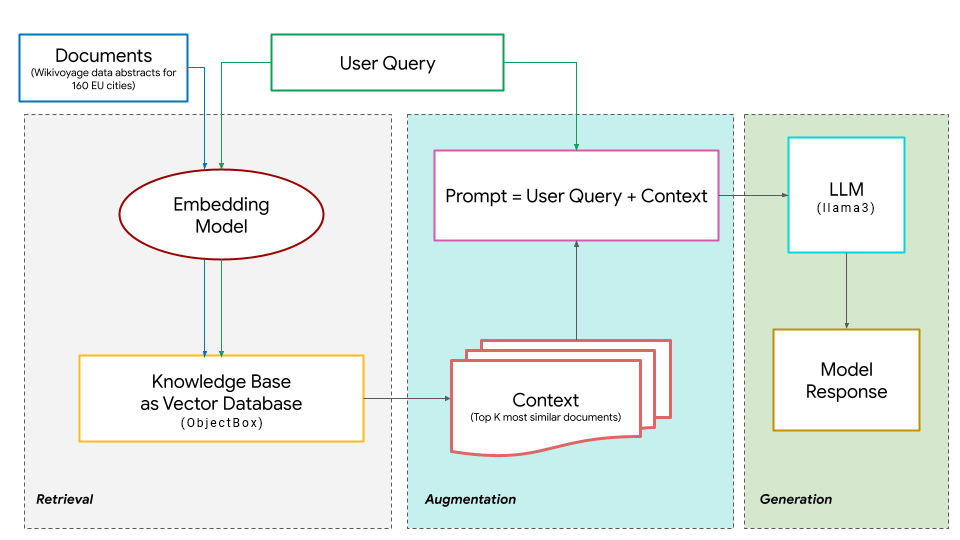 Documents
(Wikivoyage data abstracts for
160 EU cities)
User Query
Embedding
Model
Knowledge Base
as Vector Database
(ObjectBox)
Retrieval
Prompt = User Query + Context
Context
(Top K most similar documents)
Augmentation
LLM
(llama3)
Model
Response
Generation